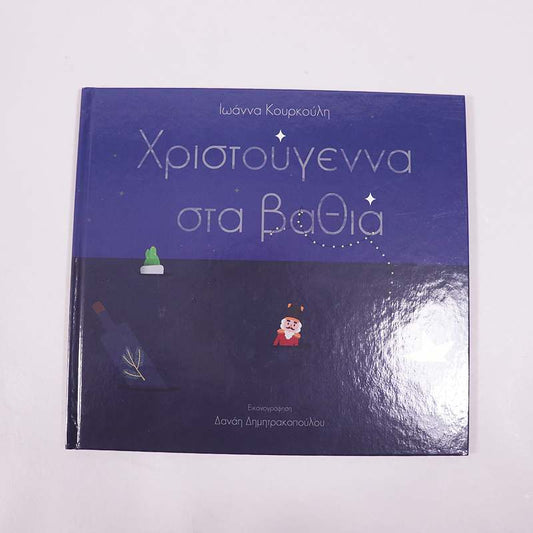 Ιωάννα Κουρκούλη
Χριστούγεννα
στα βαθιά
Εικονογράφηση
Δανάη Δημητρακοπούλου